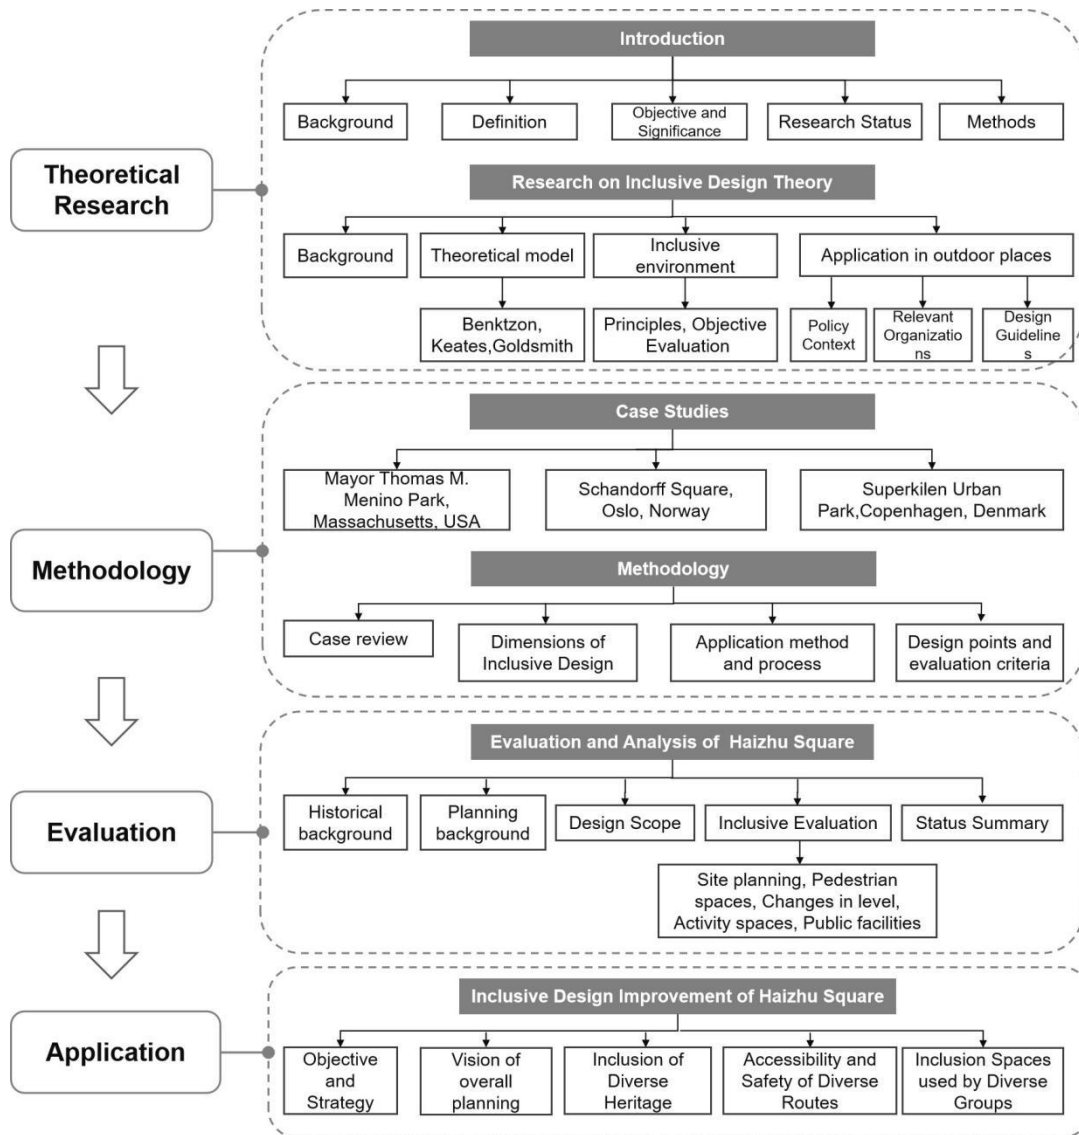 Introduction
Background
Definition
Objective and
Significance
Research Status
Methods
Theoretical
Research
Research on Inclusive Design Theory
Background
Theoretical model
Inclusive
environment
Application in outdoor places
Benktzon,
Keates,Goldsmith
Principles, Objective
Evaluation
Policy
Context
Relevant
Organizatio
ns
Design
Guideline
s
Case Studies
Mayor Thomas M.
Menino Park,
Massachusetts, USA
Schandorff Square,
Oslo, Norway
Superkilen Urban
Park,Copenhagen, Denmark
Methodology
Methodology
Case review
Dimensions of
Inclusive Design
Application method
and process
Design points and
evaluation criteria
Evaluation and Analysis of Haizhu Square
Evaluation
Historical
background
Planning
background
Design Scope
Inclusive Evaluation
Status Summary
Site planning, Pedestrian
spaces, Changes in level,
Activity spaces, Public facilities
Inclusive Design Improvement of Haizhu Square
Application
Objective
and
Strategy
Vision of
overall
planning
Inclusion of
Diverse
Heritage
Accessibility and
Safety of Diverse
Routes
Inclusion Spaces
used by Diverse
Groups